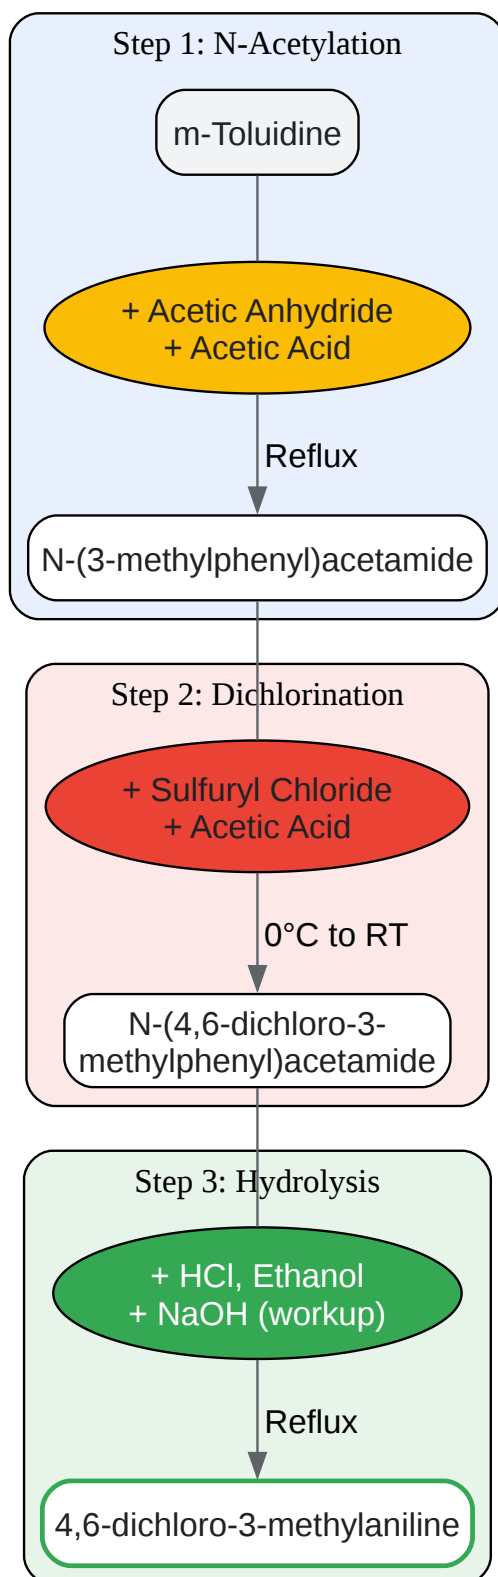 Step 1: N-Acetylation
m-Toluidine
+ Acetic Anhydride
+ Acetic Acid
Reflux
N-(3-methylphenyl)acetamide
Step 2: Dichlorination
+ Sulfuryl Chloride
+ Acetic Acid
0°C to RT
N-(4,6-dichloro-3-
methylphenyl)acetamide
Step 3: Hydrolysis
+ HCl, Ethanol
+ NaOH (workup)
Reflux
4,6-dichloro-3-methylaniline